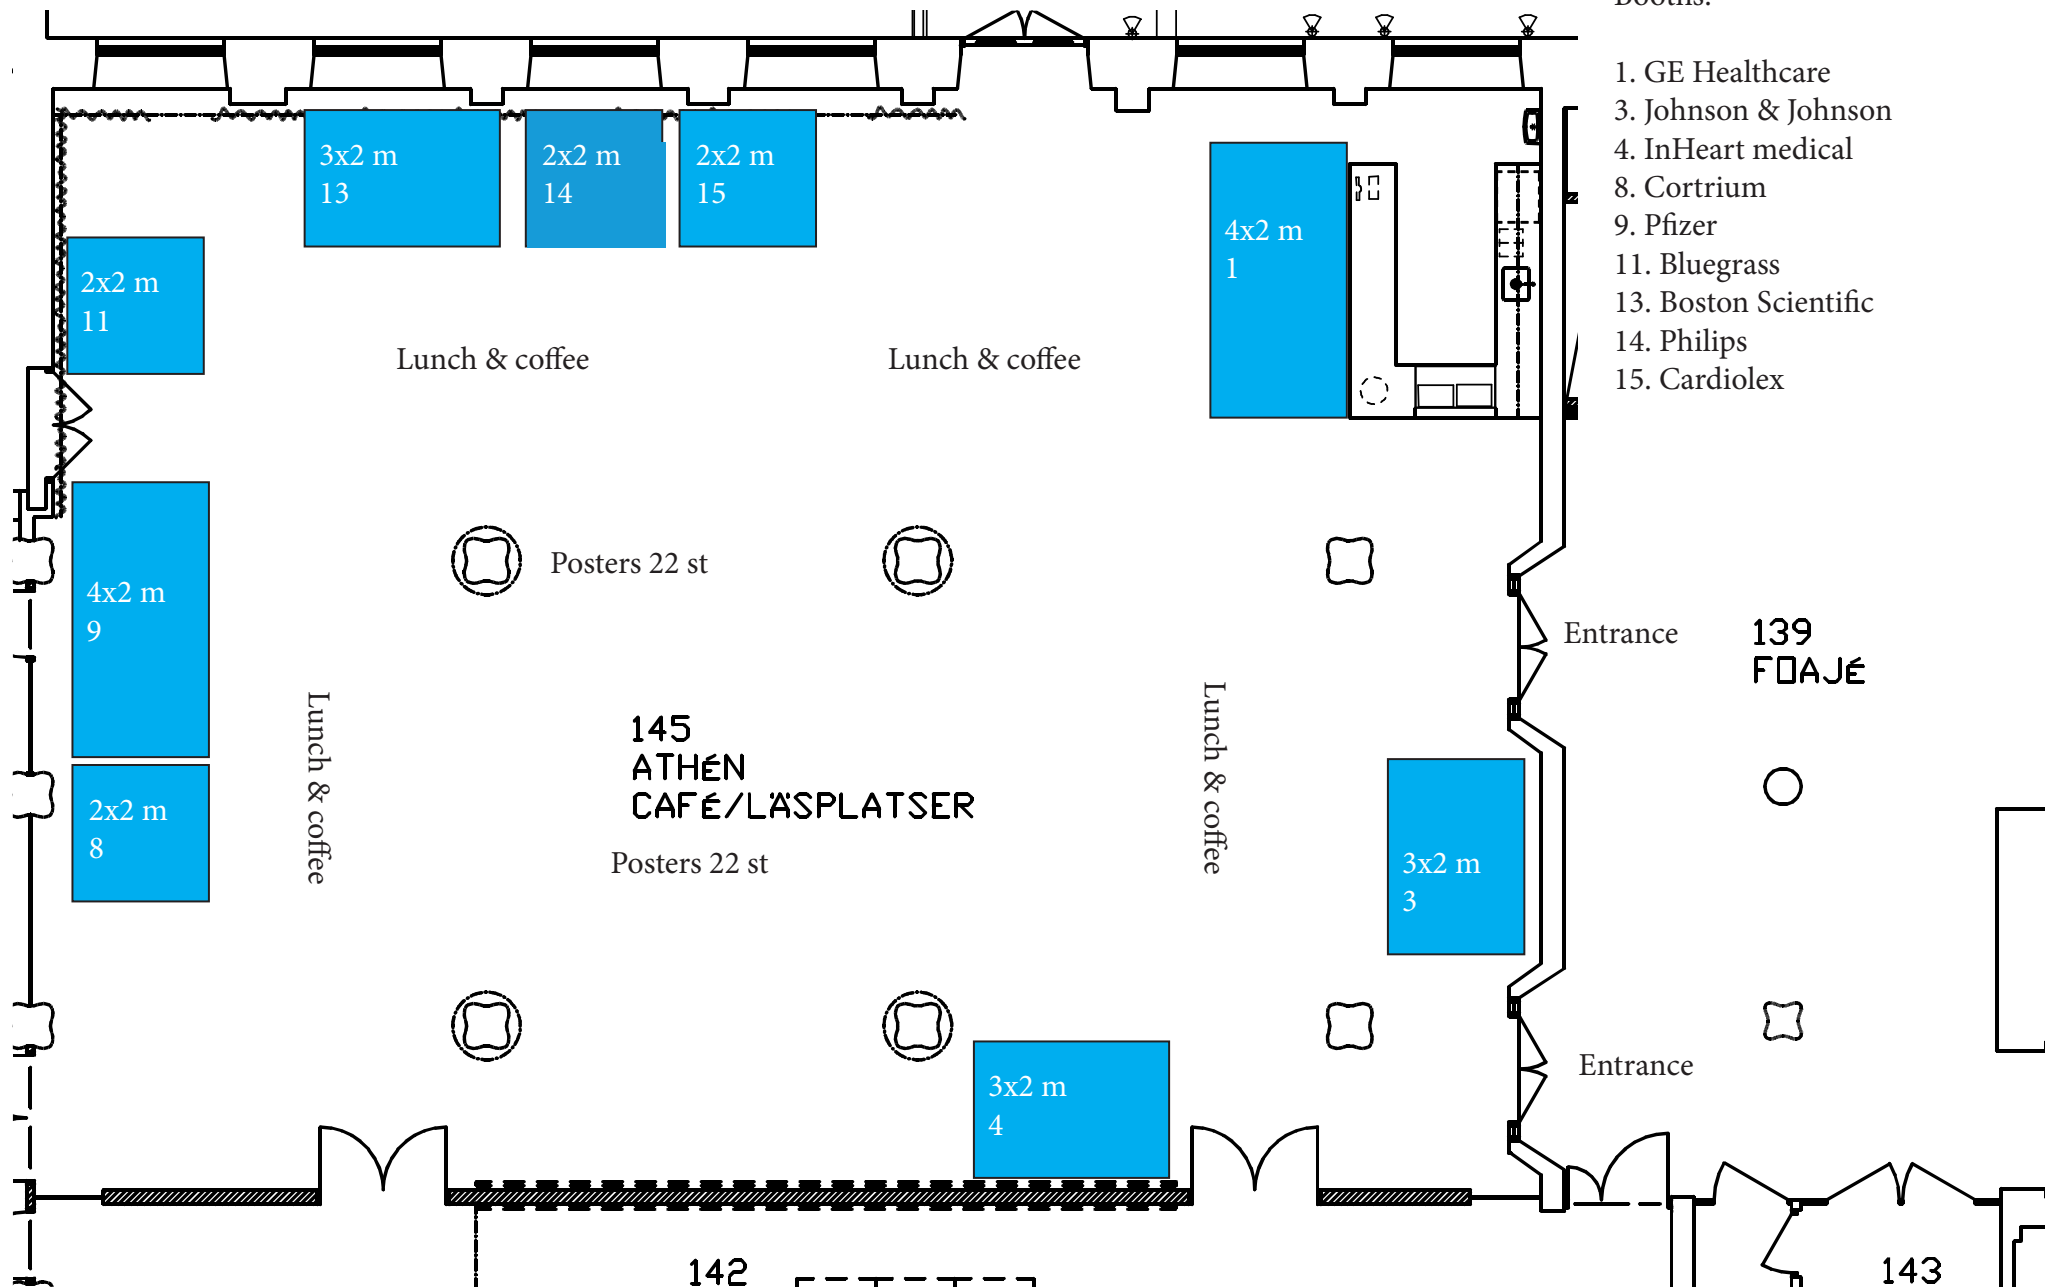 Booths:
1. GE Healthcare
3. Johnson & Johnson
4. InHeart medical
8. Cortrium
9. Pfizer
11. Bluegrass
13. Boston Scientific
14. Philips
15. Cardiolex
3x2 m
13
2x2 m
14
2x2 m
15
4x2 m
1
2x2 m
11
Lunch & coffee
Lunch & coffee
Posters 22 st
4x2 m
9
Entrance
139
FOAJÉ
Lunch & coffee
145
ATHÉN
CAFÉ/LÄSPLATSER
Lunch & coffee
2x2 m
8
Posters 22 st
3x2 m
3
3x2 m
4
Entrance
142
143